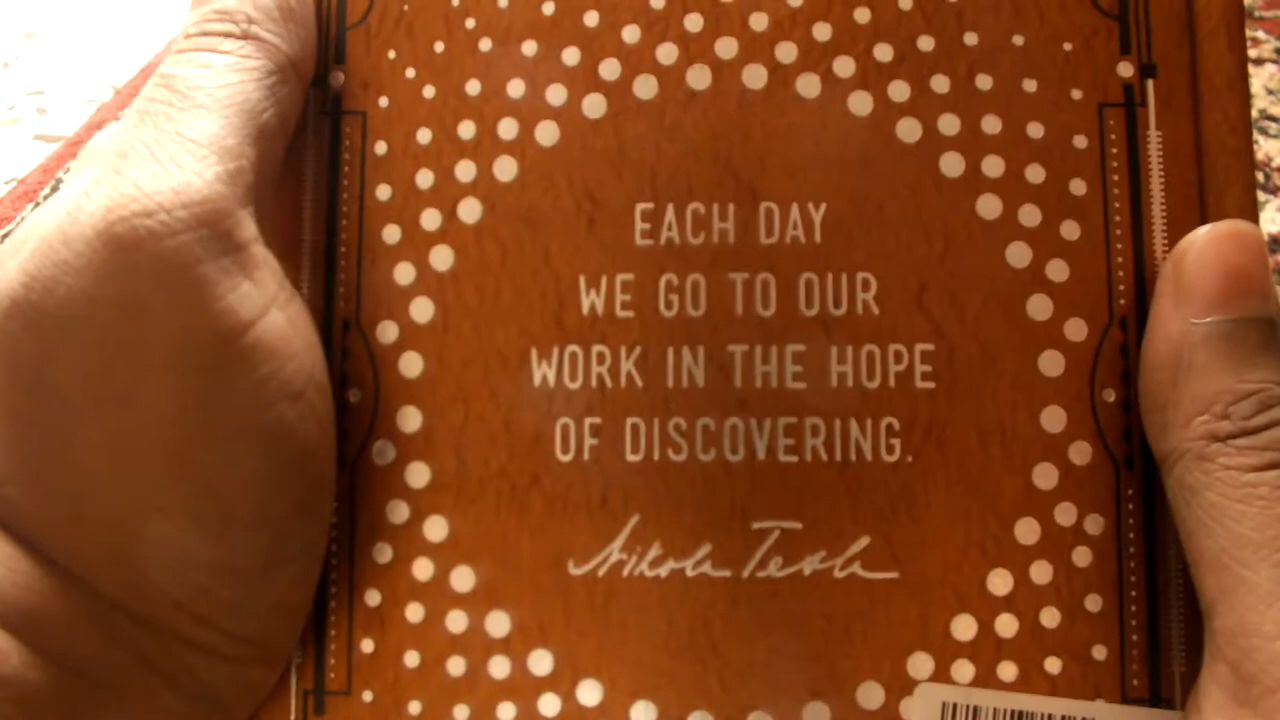 EACH DAY
WE GO TO OUR
WORK IN THE HOPE
OF DISCOVERING.
Nikola Tesla